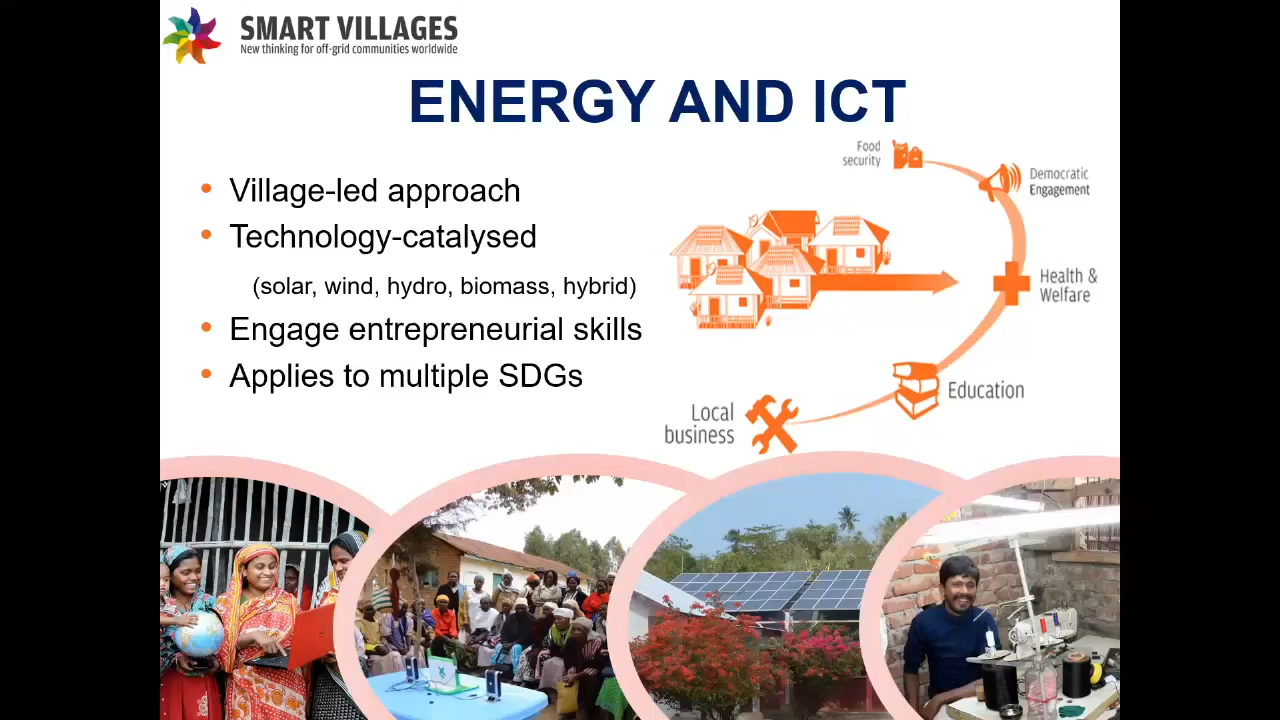 SMART VILLAGES
New thinking for off-grid communities worldwide
ENERGY AND ICT
• Village-led approach
• Technology-catalysed
(solar, wind, hydro, biomass, hybrid)
• Engage entrepreneurial skills
• Applies to multiple SDGs
Food
security
Democratic
Engagement
Health &
Welfare
Education
Local
business